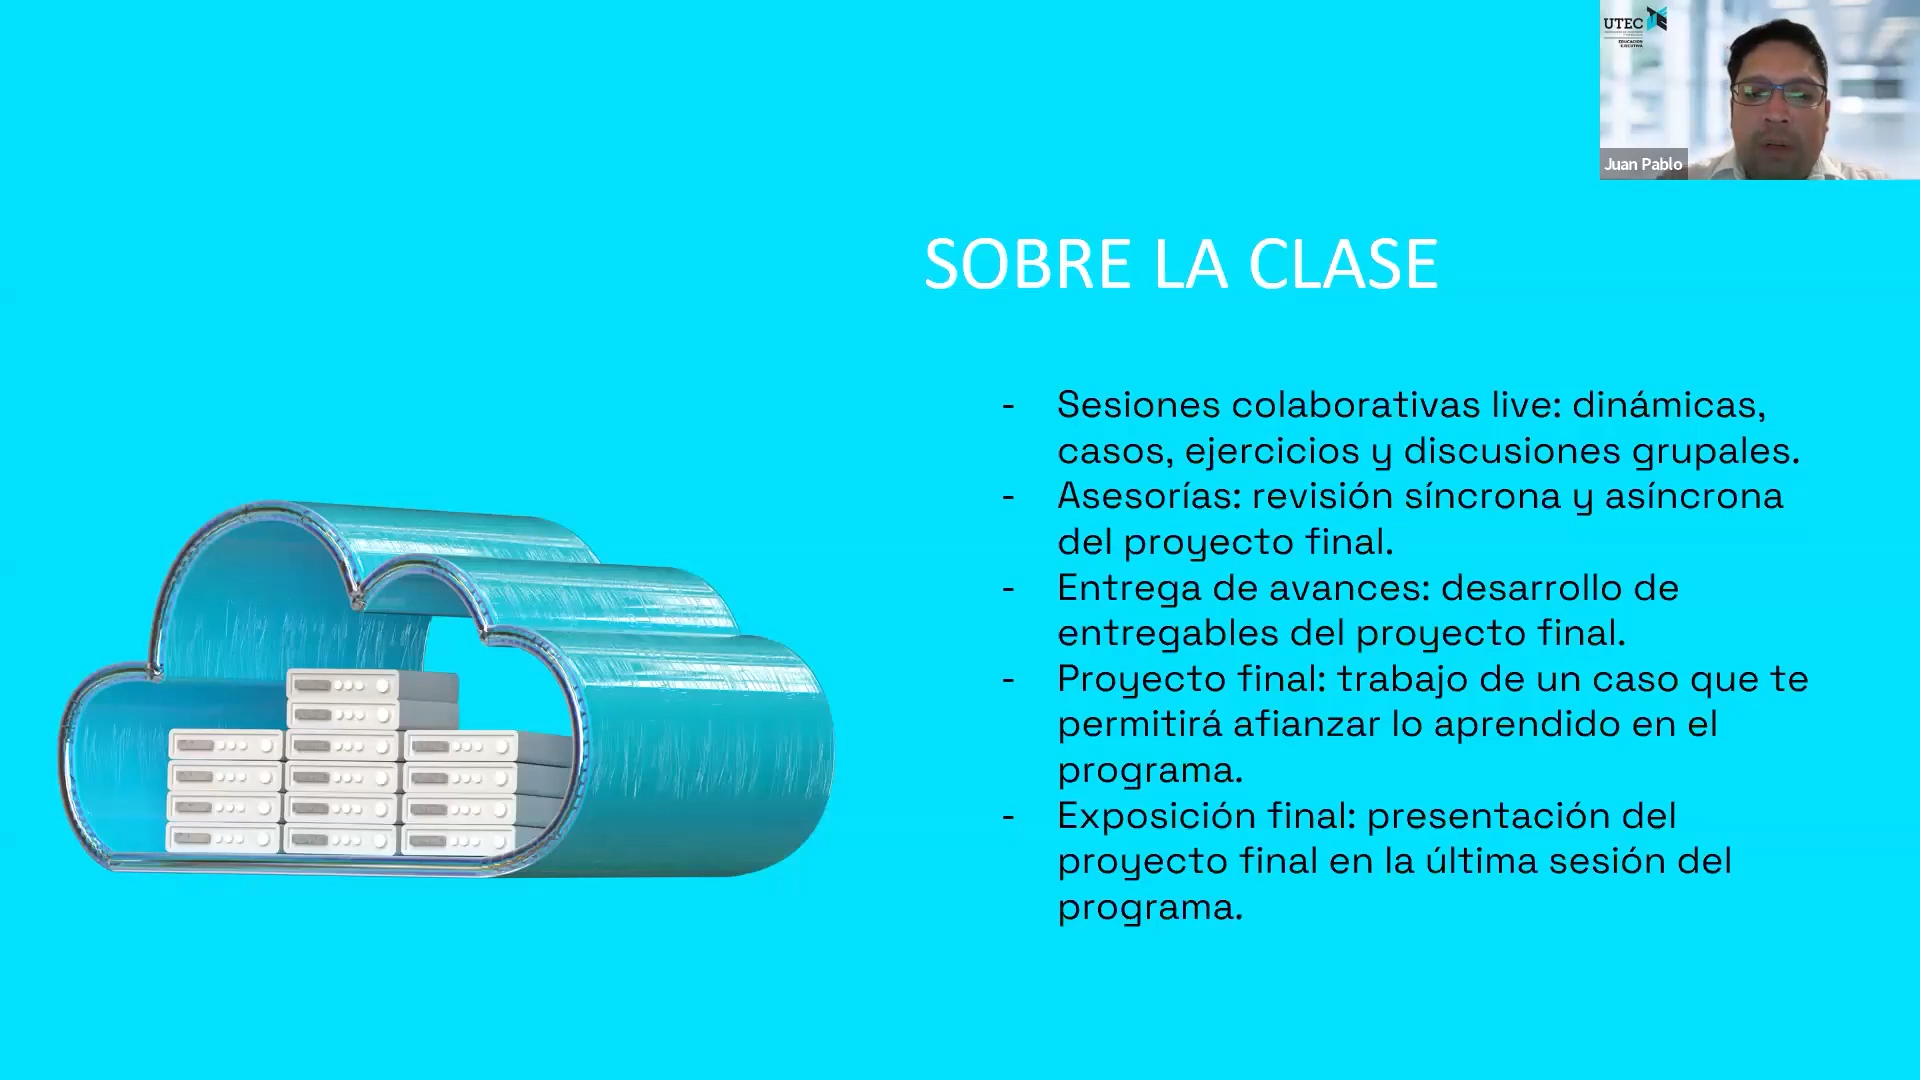 UTEC
EDUCACIÓN
EJECUTIVA
Juan Pablo
SOBRE LA CLASE
- Sesiones colaborativas live: dinámicas,
casos, ejercicios y discusiones grupales.
- Asesorías: revisión síncrona y asíncrona
del proyecto final.
- Entrega de avances: desarrollo de
entregables del proyecto final.
- Proyecto final: trabajo de un caso que te
permitirá afianzar lo aprendido en el
programa.
- Exposición final: presentación del
proyecto final en la última sesión del
programa.